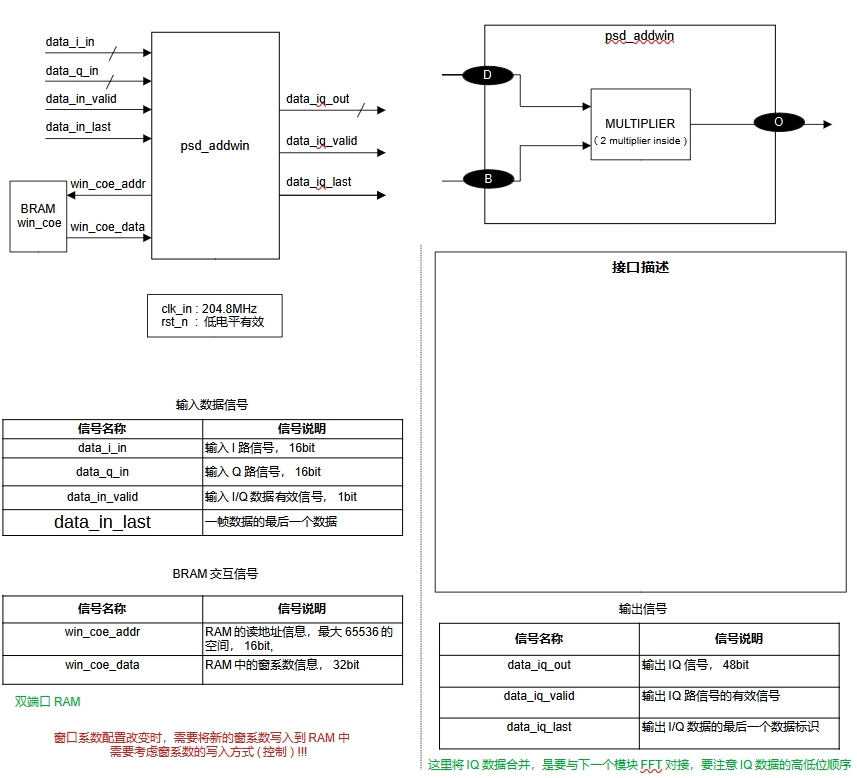 data_i_in
data_q_in
data_in_valid
data_in_last
psd_addwin
data_iq_out
data_iq_valid
data_iq_last
BRAM
win_coe
win_coe_addr
win_coe_data
clk_in : 204.8MHz
rst_n : 低电平有效
输入数据信号
信号名称 信号说明
data_i_in 输入 I 路信号， 16bit
data_q_in 输入 Q 路信号， 16bit
data_in_valid 输入 I/Q 数据有效信号， 1bit
data_in_last 一帧数据的最后一个数据
BRAM 交互信号
信号名称 信号说明
win_coe_addr RAM 的读地址信息，最大 65536 的
空间， 16bit,
win_coe_data RAM 中的窗系数信息， 32bit
双端口 RAM
窗口系数配置改变时，需要将新的窗系数写入到 RAM 中
需要考虑窗系数的写入方式 ( 控制 ) !!!
psd_addwin
D
B
MULTIPLIER
( 2 multiplier inside )
O
接口描述
输出信号
信号名称 信号说明
data_iq_out 输出 IQ 信号， 48bit
data_iq_valid 输出 IQ 路信号的有效信号
data_iq_last 输出 I/Q 数据的最后一个数据标识
这里将 IQ 数据合并，是要与下一个模块 FFT 对接，要注意 IQ 数据的高低位顺序